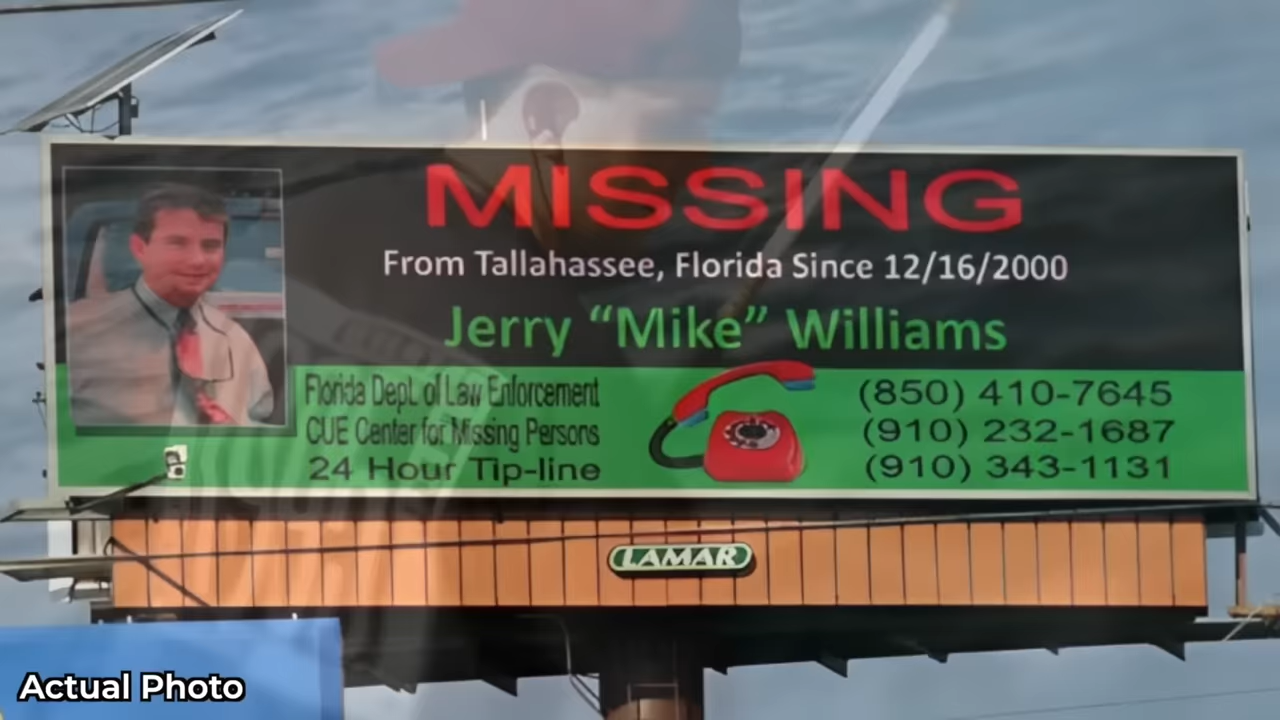 MISSING
From Tallahassee, Florida Since 12/16/2000
Jerry “Mike” Williams
Florida Dept. of Law Enforcement
(850) 410-7645
CUE Center for Missing Persons
(910) 232-1687
24 Hour Tip-line
(910) 343-1131
LAMAR
Actual Photo